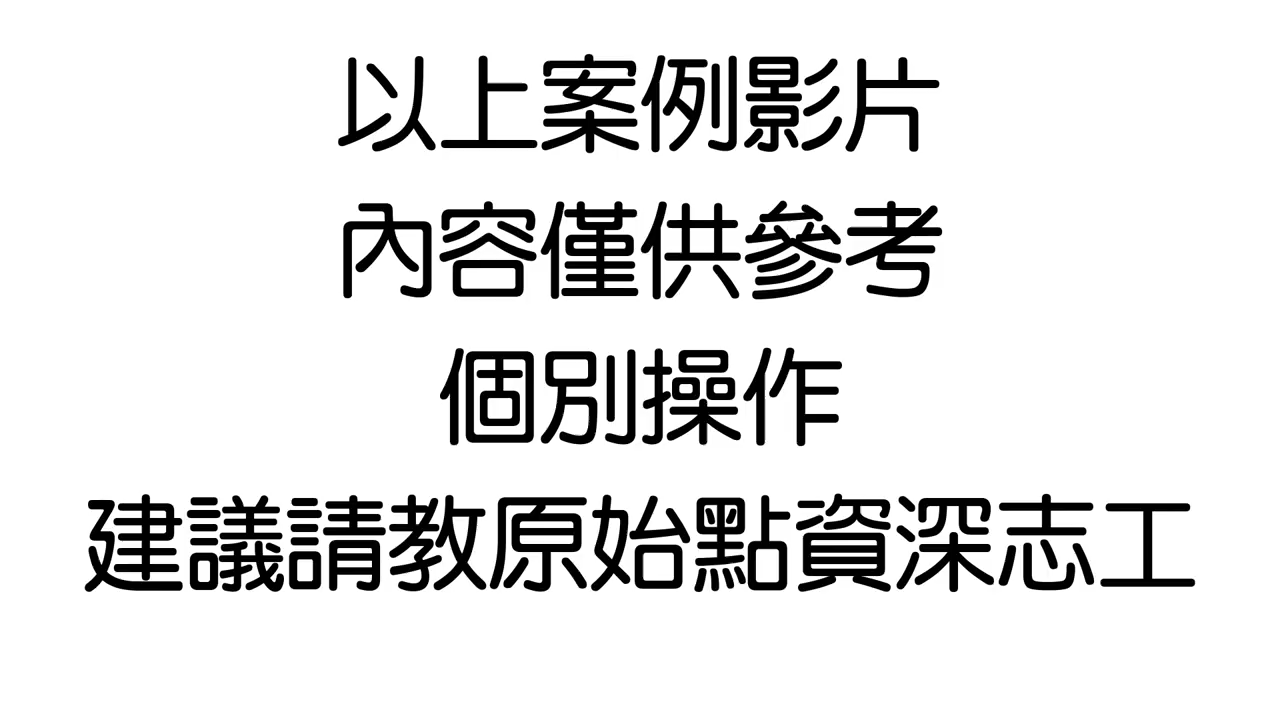 以上案例影片
內容僅供參考
個別操作
建議請教原始點資深志工